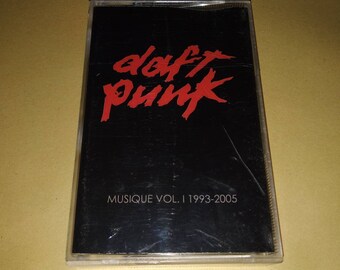 daft
punk
MUSIQUE VOL. I 1993-2005